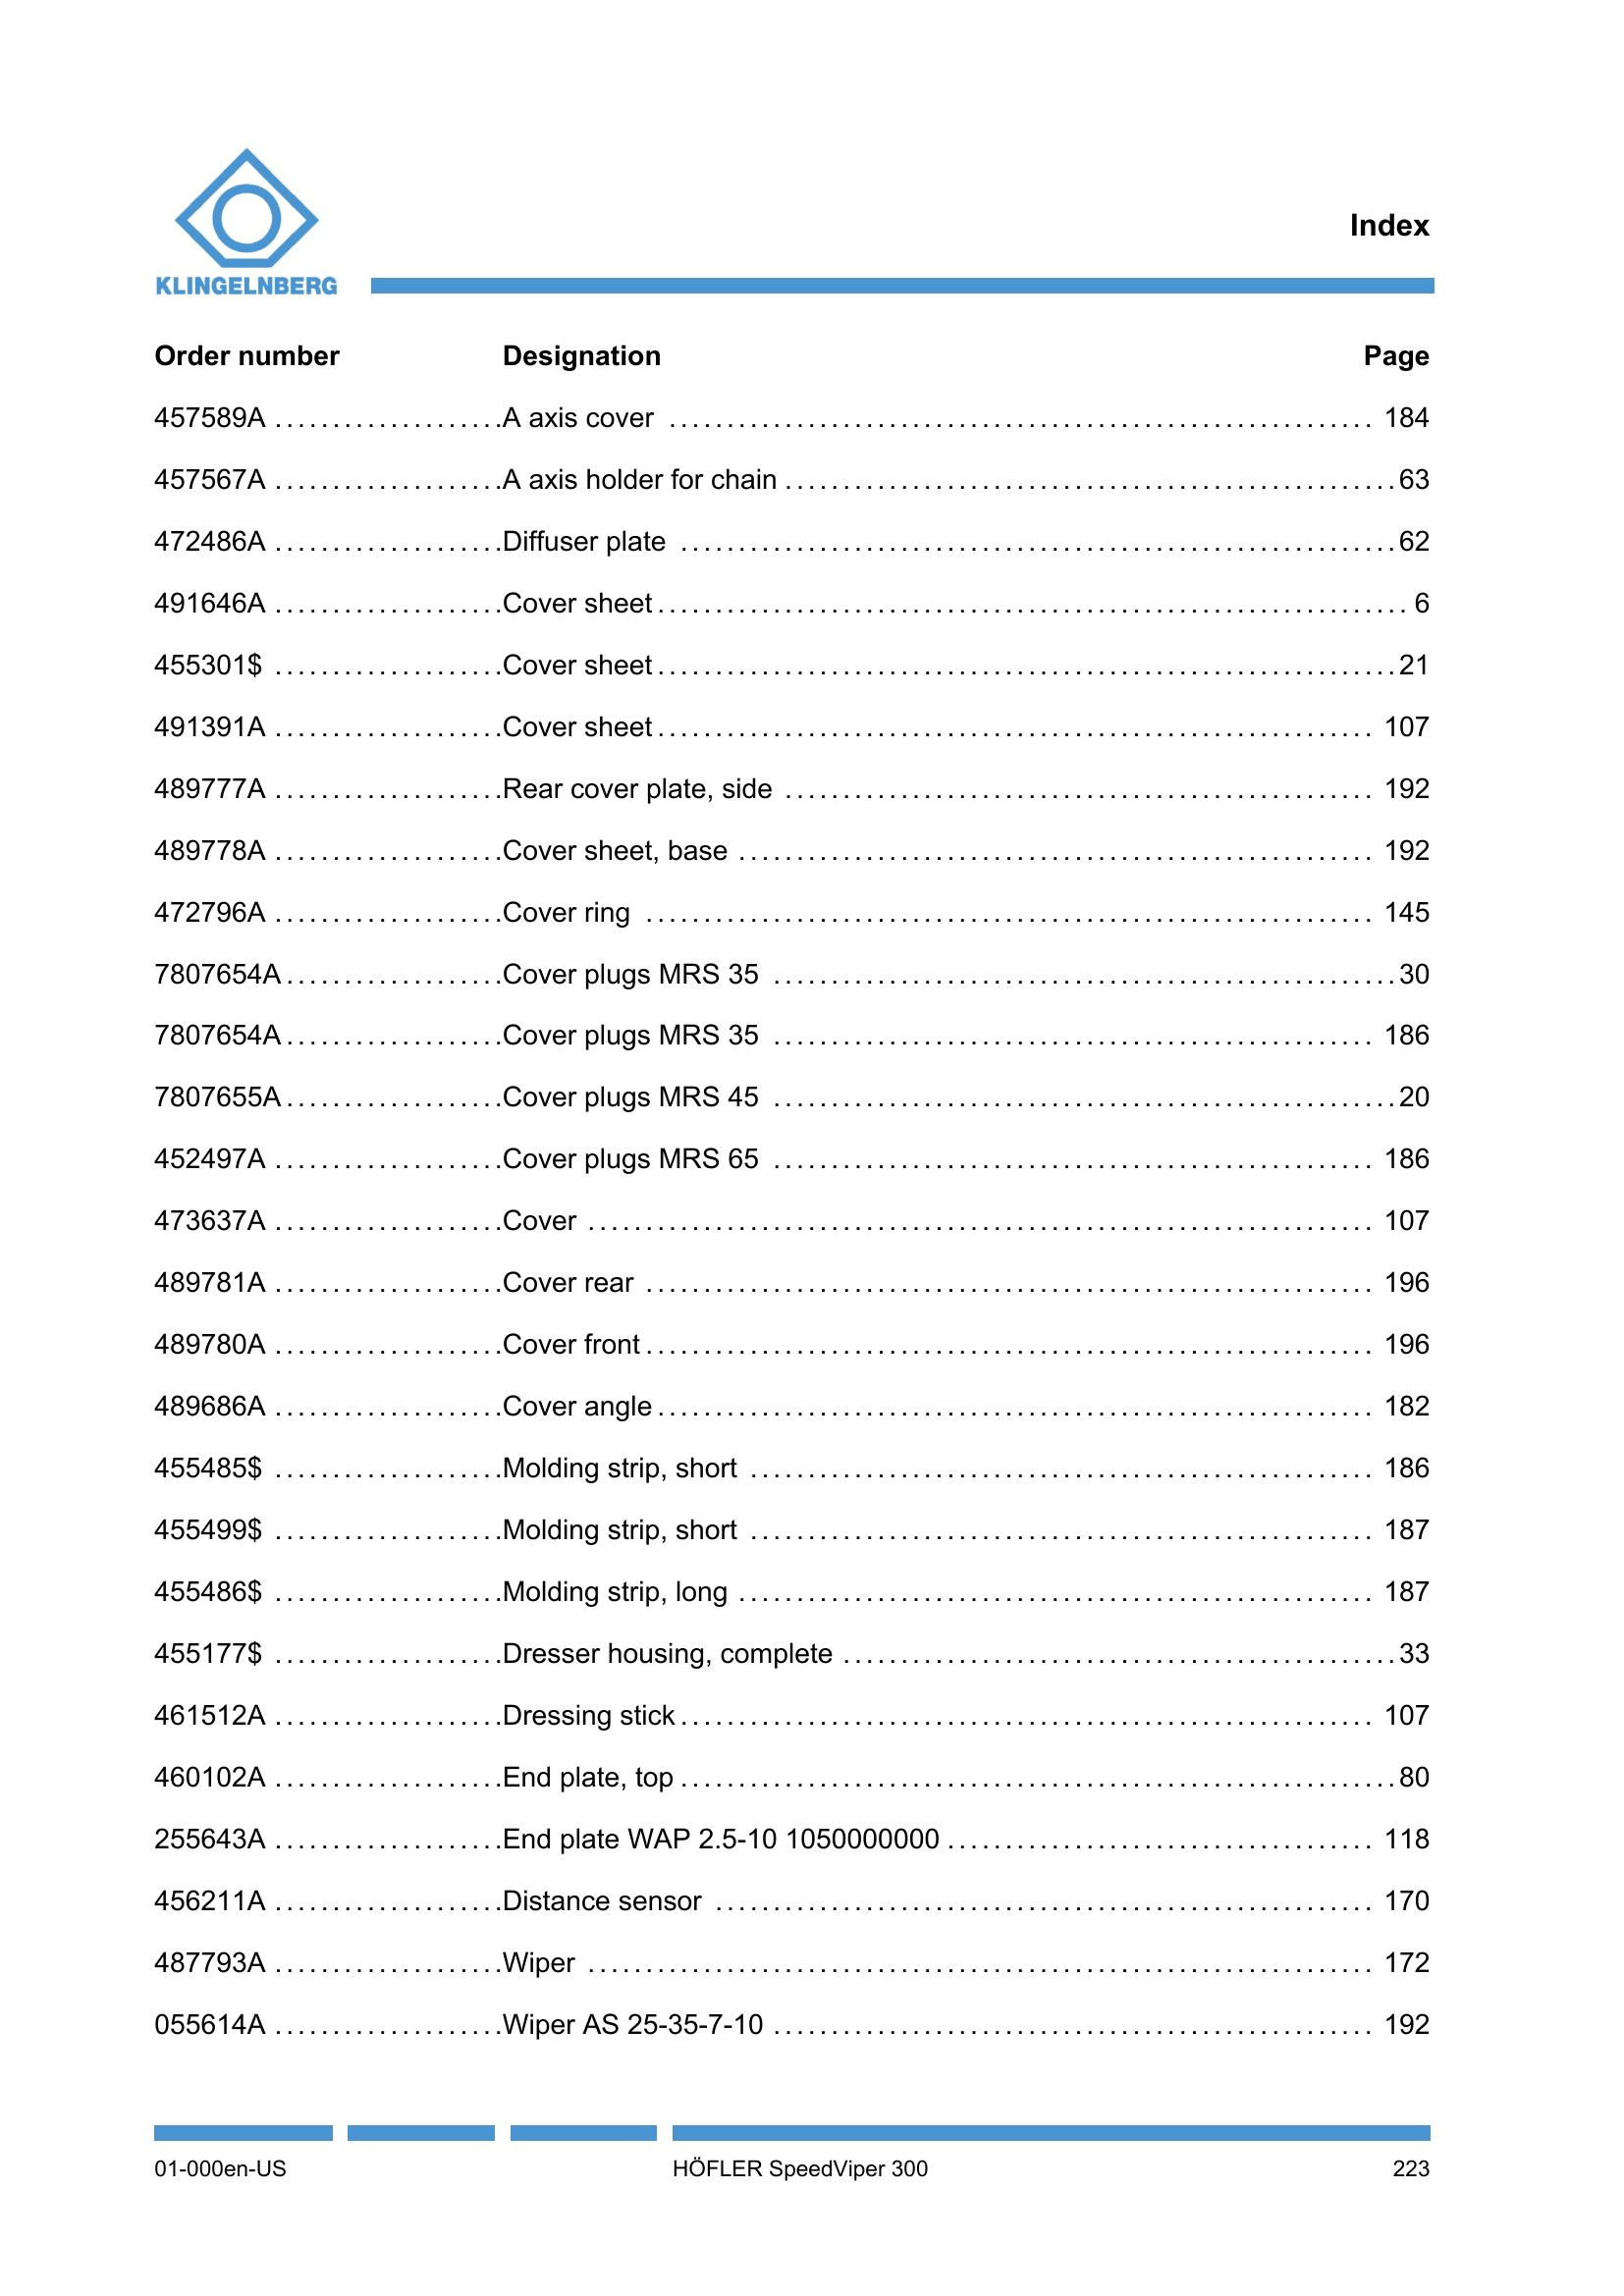 KLINGELNBERG
Index
Order number Designation Page
457589A ....................A axis cover ............................................................. 184
457567A ....................A axis holder for chain .....................................................63
472486A ....................Diffuser plate ..............................................................62
491646A ....................Cover sheet................................................................. 6
455301$ ....................Cover sheet................................................................21
491391A ....................Cover sheet.............................................................. 107
489777A ....................Rear cover plate, side ................................................... 192
489778A ....................Cover sheet, base ....................................................... 192
472796A ....................Cover ring ............................................................... 145
7807654A...................Cover plugs MRS 35 ......................................................30
7807654A...................Cover plugs MRS 35 .................................................... 186
7807655A...................Cover plugs MRS 45 ......................................................20
452497A ....................Cover plugs MRS 65 .................................................... 186
473637A ....................Cover .................................................................... 107
489781A ....................Cover rear ............................................................... 196
489780A ....................Cover front............................................................... 196
489686A ....................Cover angle.............................................................. 182
455485$ ....................Molding strip, short ...................................................... 186
455499$ ....................Molding strip, short ...................................................... 187
455486$ ....................Molding strip, long ....................................................... 187
455177$ ....................Dresser housing, complete ................................................33
461512A ....................Dressing stick............................................................ 107
460102A ....................End plate, top ..............................................................80
255643A ....................End plate WAP 2.5-10 1050000000 ..................................... 118
456211A ....................Distance sensor ......................................................... 170
487793A ....................Wiper .................................................................... 172
055614A ....................Wiper AS 25-35-7-10 .................................................... 192
01-000en-US HÖFLER SpeedViper 300 223